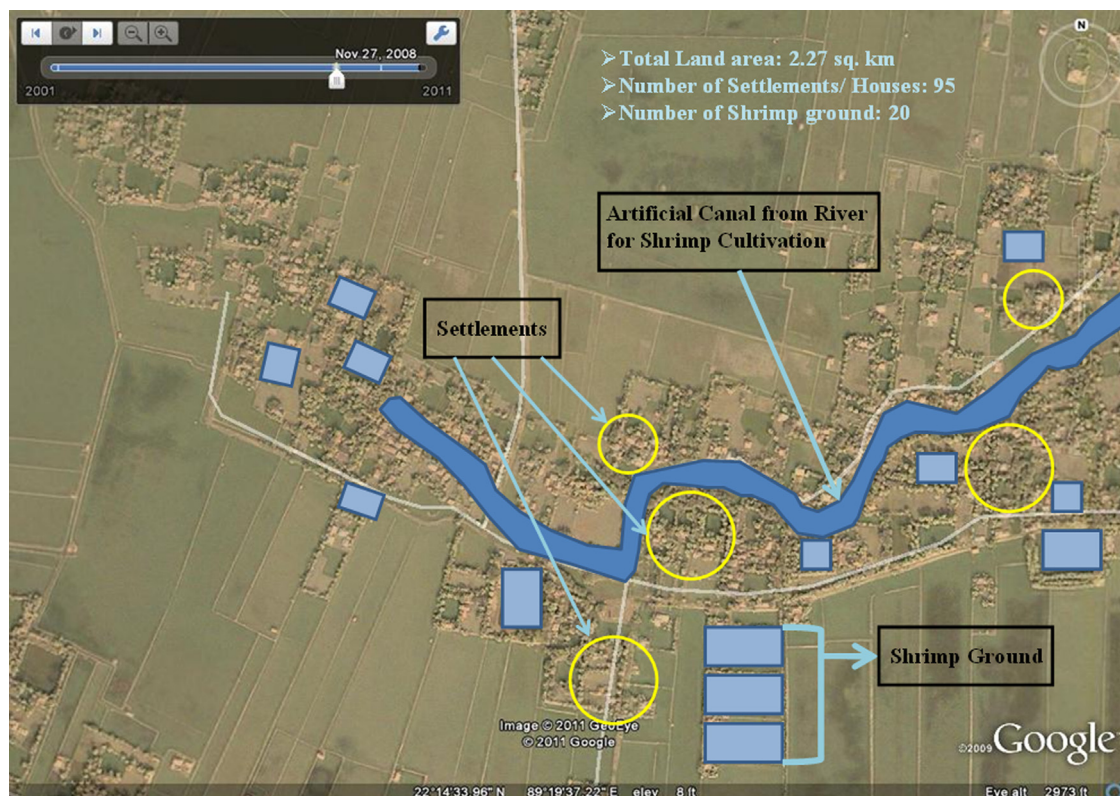 Nov 27, 2008
2001
2011
N
➢Total Land area: 2.27 sq. km
➢Number of Settlements/ Houses: 95
➢Number of Shrimp ground: 20
Artificial Canal from River
for Shrimp Cultivation
Settlements
Shrimp Ground
Image © 2011 GeoEye
© 2011 Google
©2009 Google
22°14'33.96" N 89°19'37.22" E elev 8 ft
Eye alt 2973 ft